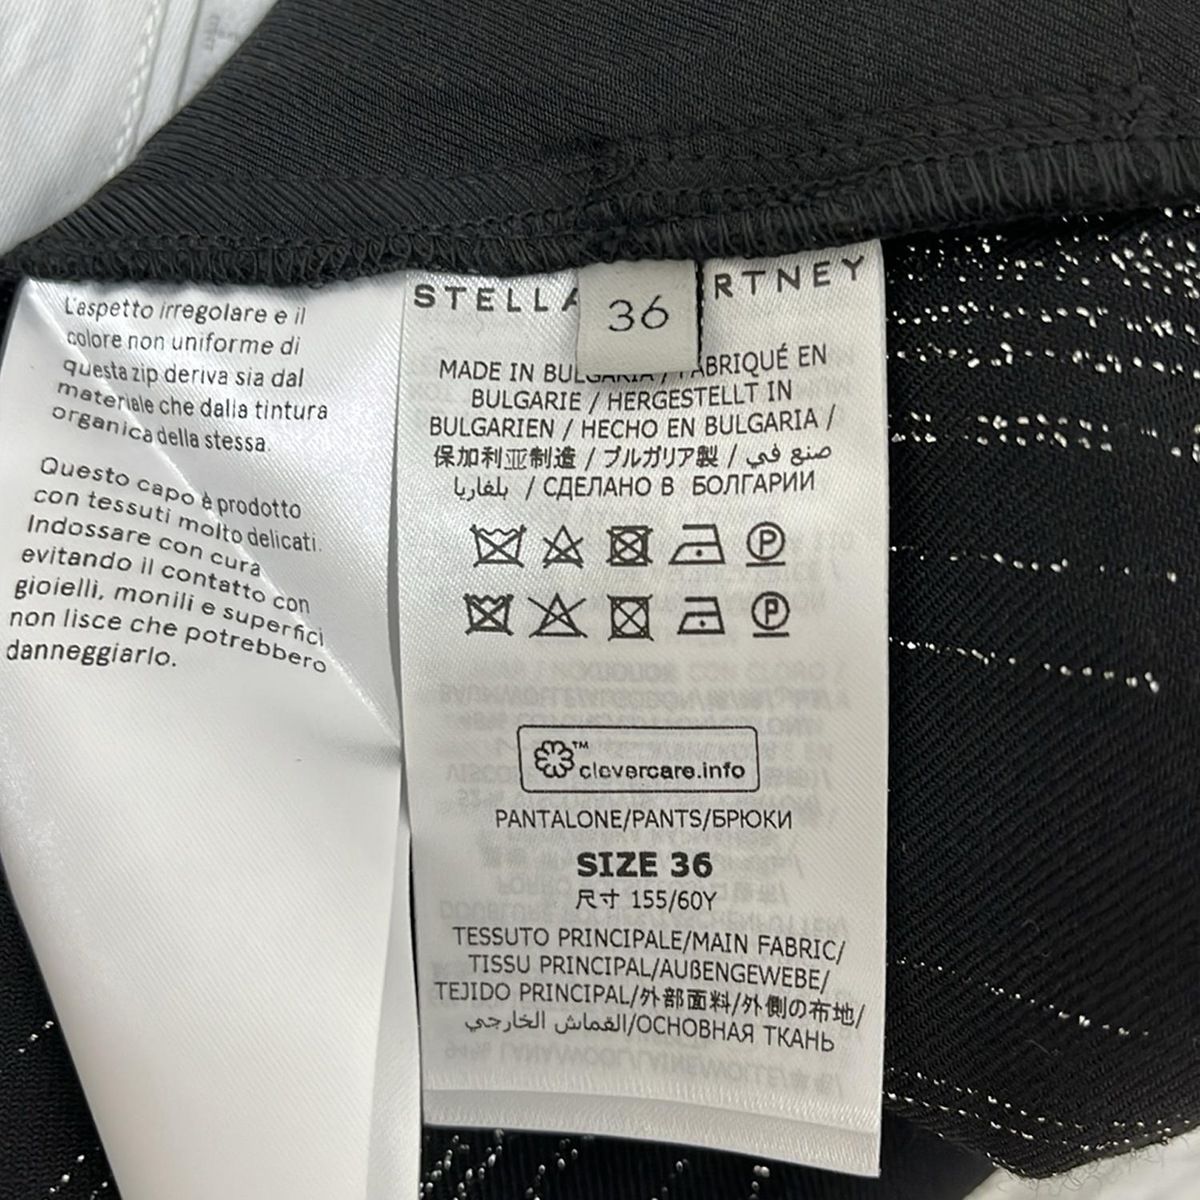 L'aspetto irregolare e il
colore non uniforme di
questa zip deriva sia dal
materiale che dalla tintura
organica della stessa.
Questo capo è prodotto
con tessuti molto delicati.
Indossare con cura
evitando il contatto con
gioielli, monili e superfici
non lisce che potrebbero
danneggiarlo.
STELLA RTNEY
36
MADE IN BULGARIA / FABRIQUÉ EN
BULGARIE / HERGESTELLT IN
BULGARIEN / HECHO EN BULGARIA /
保加利亚制造 / ブルガリア製 / صنع في
بلغاريا / СДЕЛАНО В БОЛГАРИИ
P
P
™ clevercare.info
PANTALONE/PANTS/БРЮКИ
SIZE 36
尺寸 155/60Y
TESSUTO PRINCIPALE/MAIN FABRIC/
TISSU PRINCIPAL/AUßENGEWEBE/
TEJIDO PRINCIPAL/外部面料/外側の布地/
القماش الخارجي/ОСНОВНАЯ ТКАНЬ